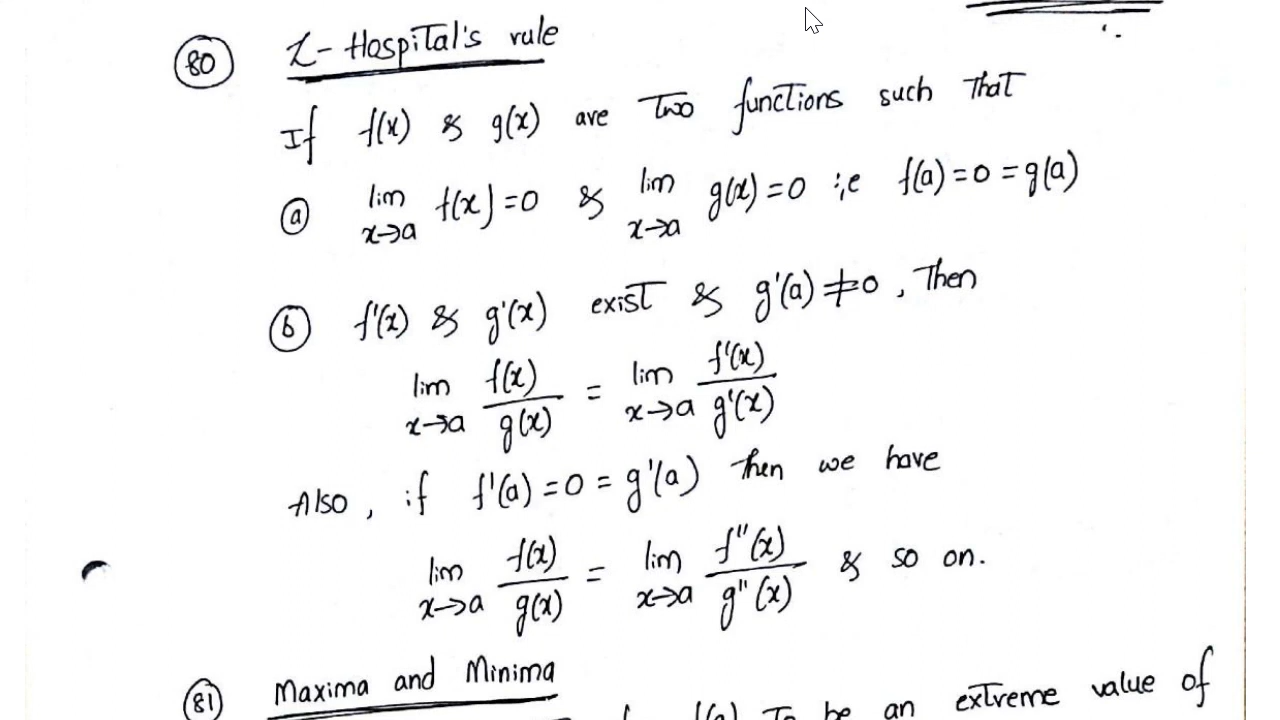 80 L-Hospital's rule
If f(x) & g(x) are two functions such that
a lim x→a f(x) = 0 & lim x→a g(x) = 0 i,e f(a) = 0 = g(a)
b f'(x) & g'(x) exist & g'(a) ≠ 0, Then
lim x→a f(x)/g(x) = lim x→a f'(x)/g'(x)
Also, if f'(a) = 0 = g'(a) Then we have
lim x→a f(x)/g(x) = lim x→a f''(x)/g''(x) & so on.
81 Maxima and Minima
f(a) To be an extreme value of